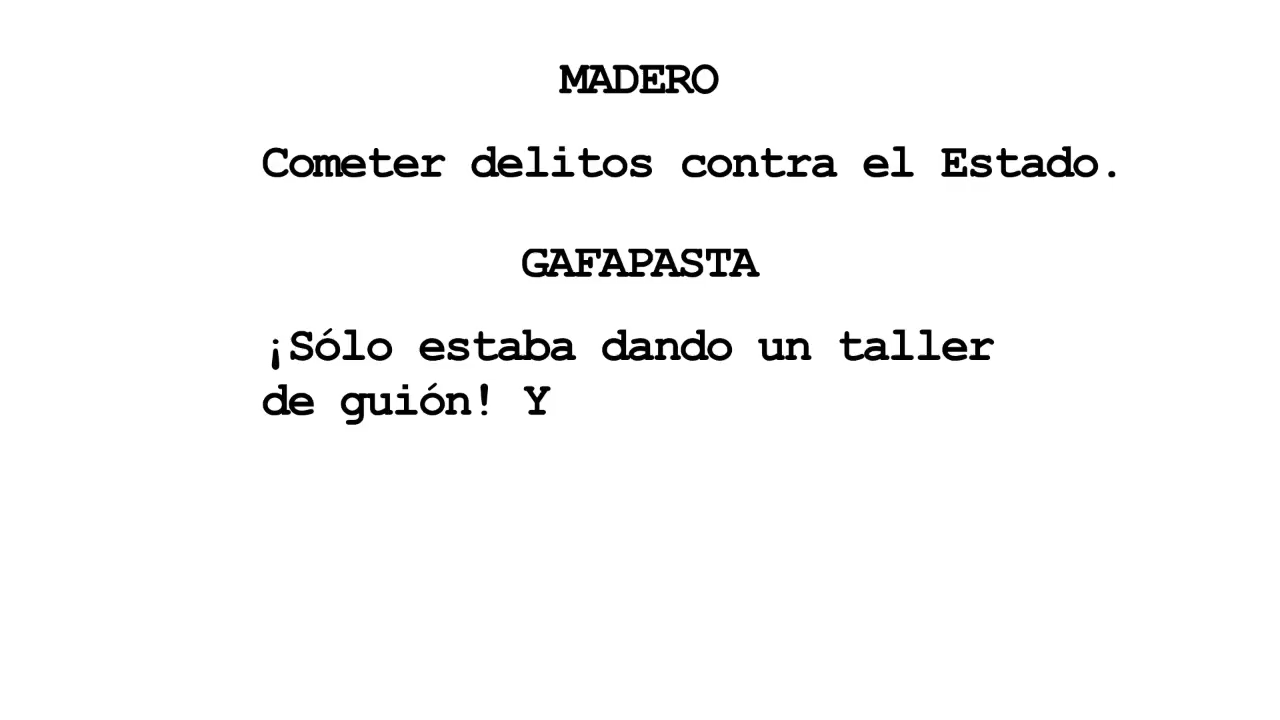 MADERO
Cometer delitos contra el Estado.
GAFAPASTA
¡Sólo estaba dando un taller
de guión! Y